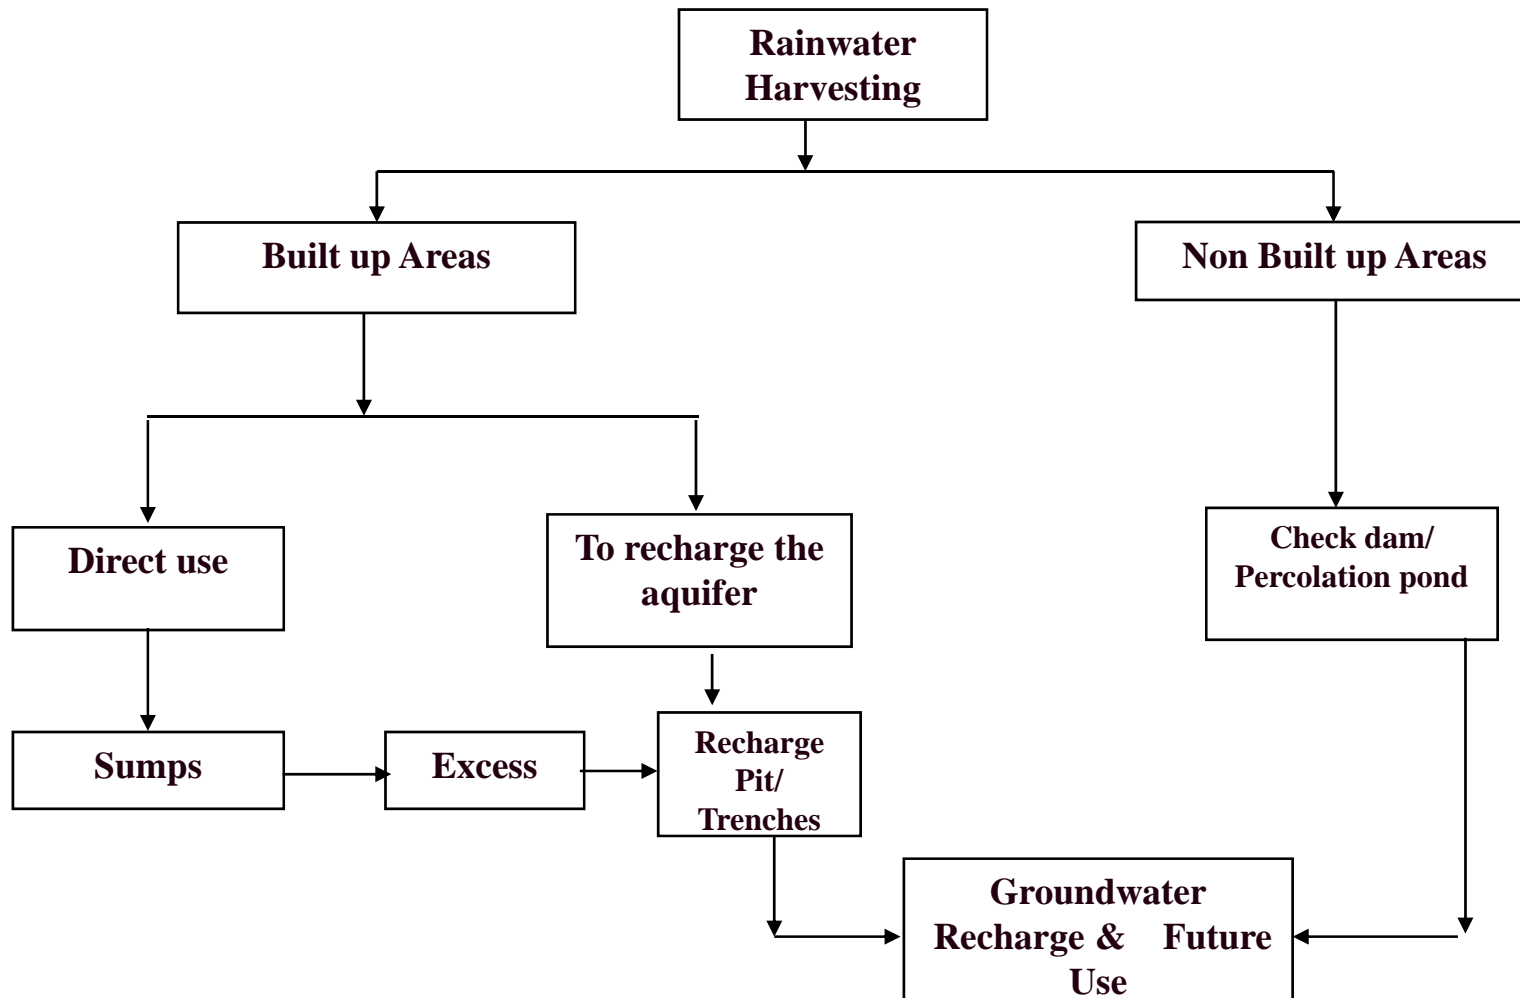 Rainwater
Harvesting
Built up Areas
Non Built up Areas
Direct use
To recharge the
aquifer
Check dam/
Percolation pond
Sumps
Excess
Recharge
Pit/
Trenches
Groundwater
Recharge & Future
Use